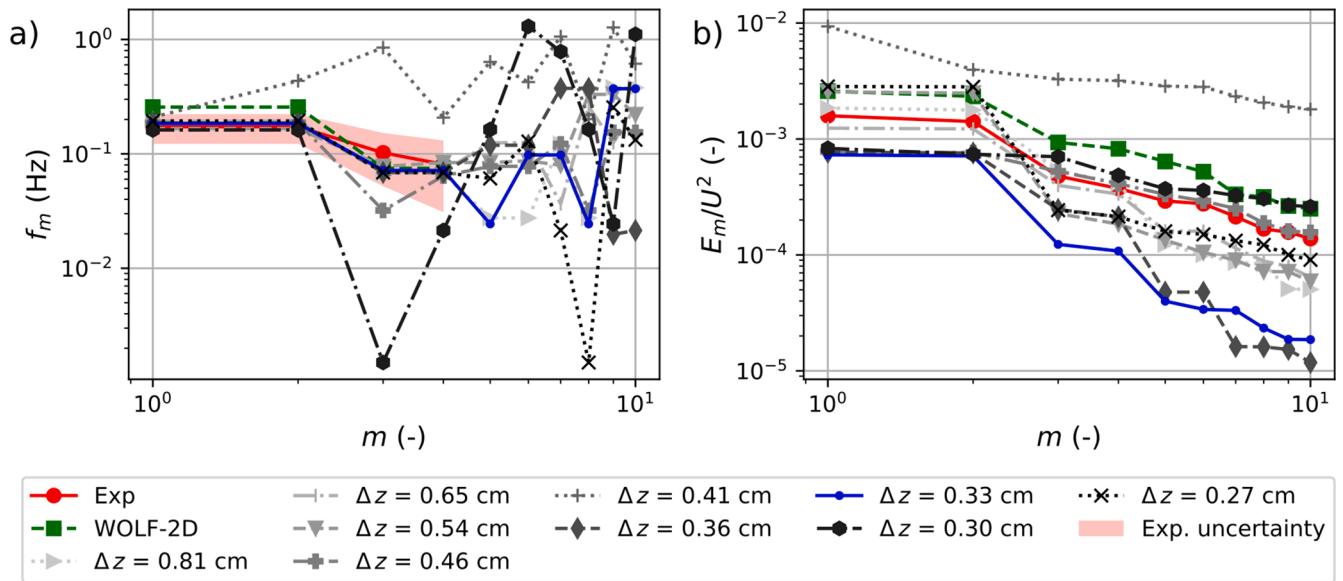 a)
10⁰
10⁻¹
10⁻²
f_m (Hz)
10⁰
10¹
m (-)
b)
10⁻²
10⁻³
10⁻⁴
10⁻⁵
E_m/U² (-)
10⁰
10¹
m (-)
Exp
WOLF-2D
Δz = 0.81 cm
Δz = 0.65 cm
Δz = 0.54 cm
Δz = 0.46 cm
Δz = 0.41 cm
Δz = 0.36 cm
Δz = 0.33 cm
Δz = 0.30 cm
Δz = 0.27 cm
Exp. uncertainty